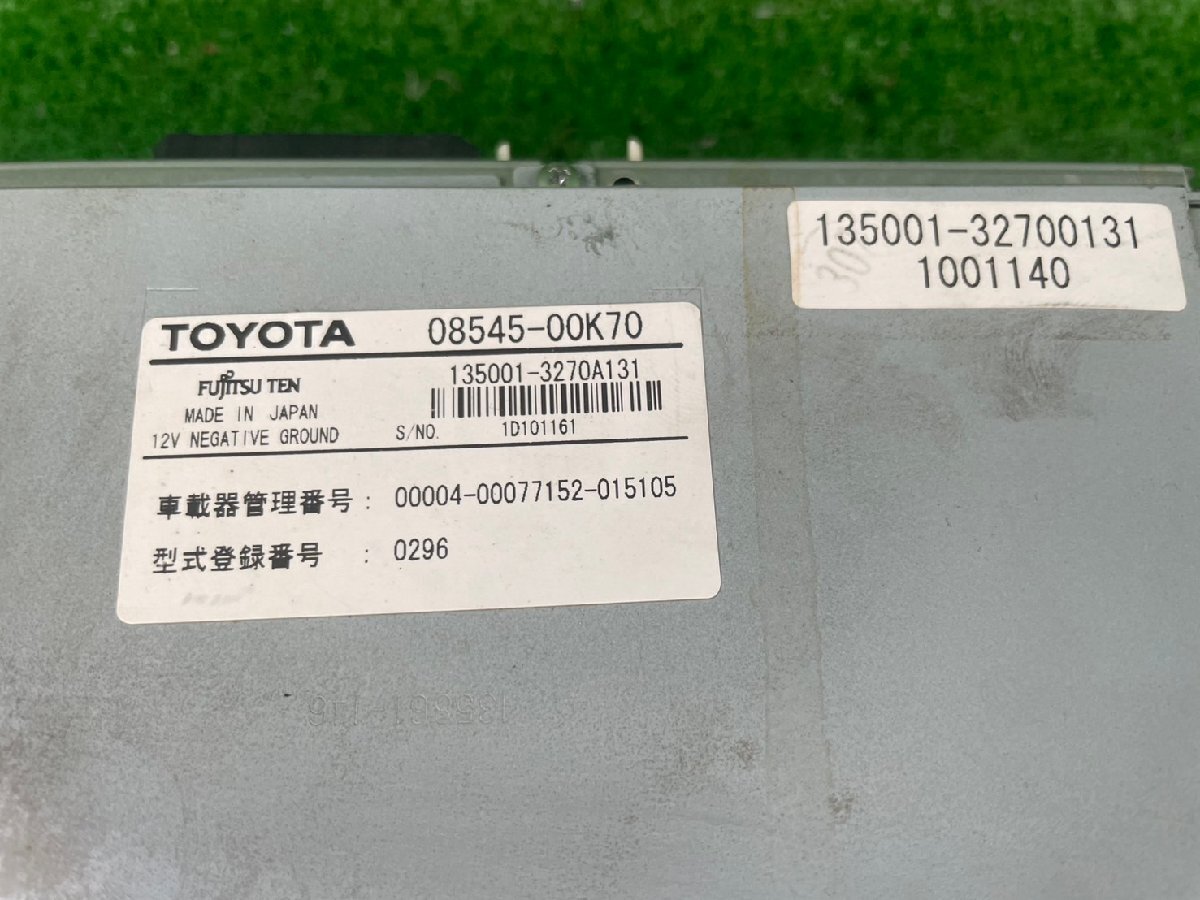 135001-32700131
1001140
TOYOTA 08545-00K70
FUJITSU TEN
135001-3270A131
MADE IN JAPAN
12V NEGATIVE GROUND S/NO. 1D101161
車載器管理番号: 00004-00077152-015105
型式登録番号 : 0296